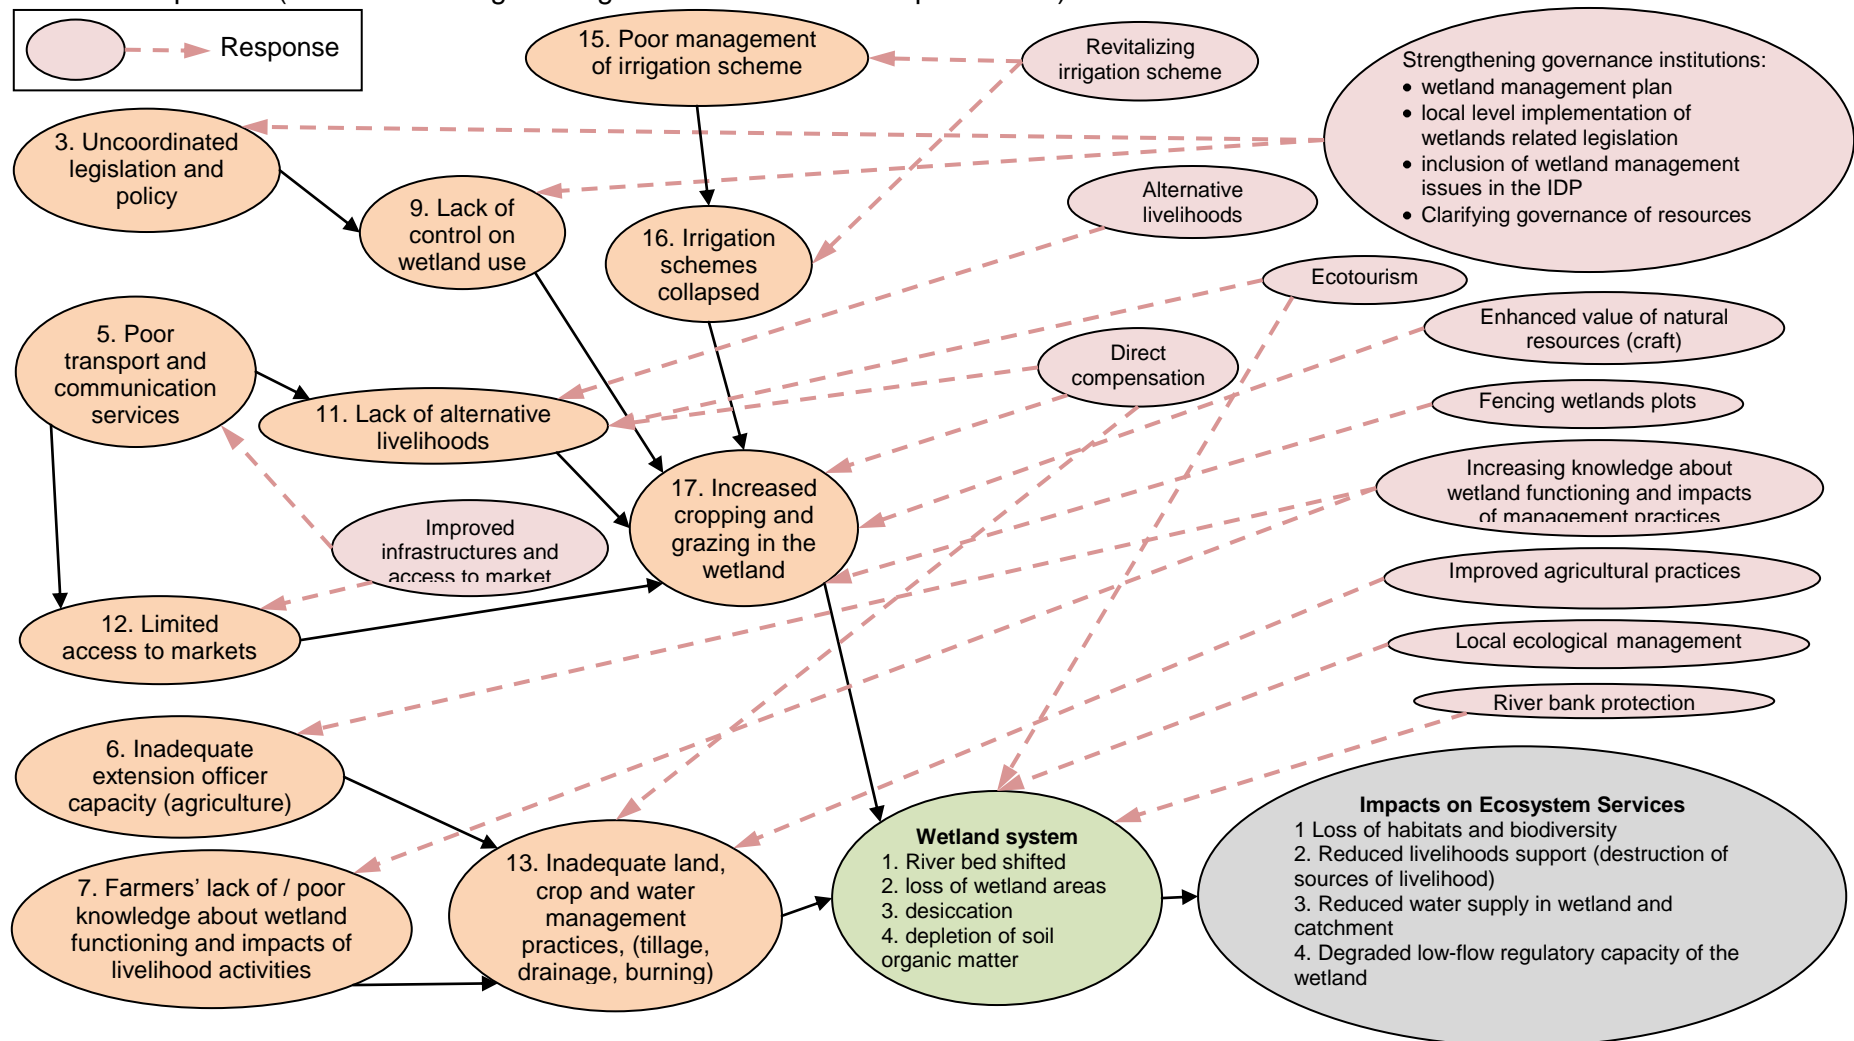 Response
15. Poor management
of irrigation scheme
Revitalizing
irrigation scheme
Strengthening governance institutions:
• wetland management plan
• local level implementation of
wetlands related legislation
• inclusion of wetland management
issues in the IDP
• Clarifying governance of resources
3. Uncoordinated
legislation and
policy
9. Lack of
control on
wetland use
16. Irrigation
schemes
collapsed
Alternative
livelihoods
Ecotourism
Enhanced value of natural
resources (craft)
5. Poor
transport and
communication
services
Direct
compensation
11. Lack of alternative
livelihoods
Fencing wetlands plots
17. Increased
cropping and
grazing in the
wetland
Increasing knowledge about
wetland functioning and impacts
of management practices
Improved
infrastructures and
access to market
Improved agricultural practices
12. Limited
access to markets
Local ecological management
River bank protection
6. Inadequate
extension officer
capacity (agriculture)
7. Farmers' lack of / poor
knowledge about wetland
functioning and impacts of
livelihood activities
13. Inadequate land,
crop and water
management
practices, (tillage,
drainage, burning)
Wetland system
1. River bed shifted
2. loss of wetland areas
3. desiccation
4. depletion of soil
organic matter
Impacts on Ecosystem Services
1 Loss of habitats and biodiversity
2. Reduced livelihoods support (destruction of
sources of livelihood)
3. Reduced water supply in wetland and
catchment
4. Degraded low-flow regulatory capacity of the
wetland